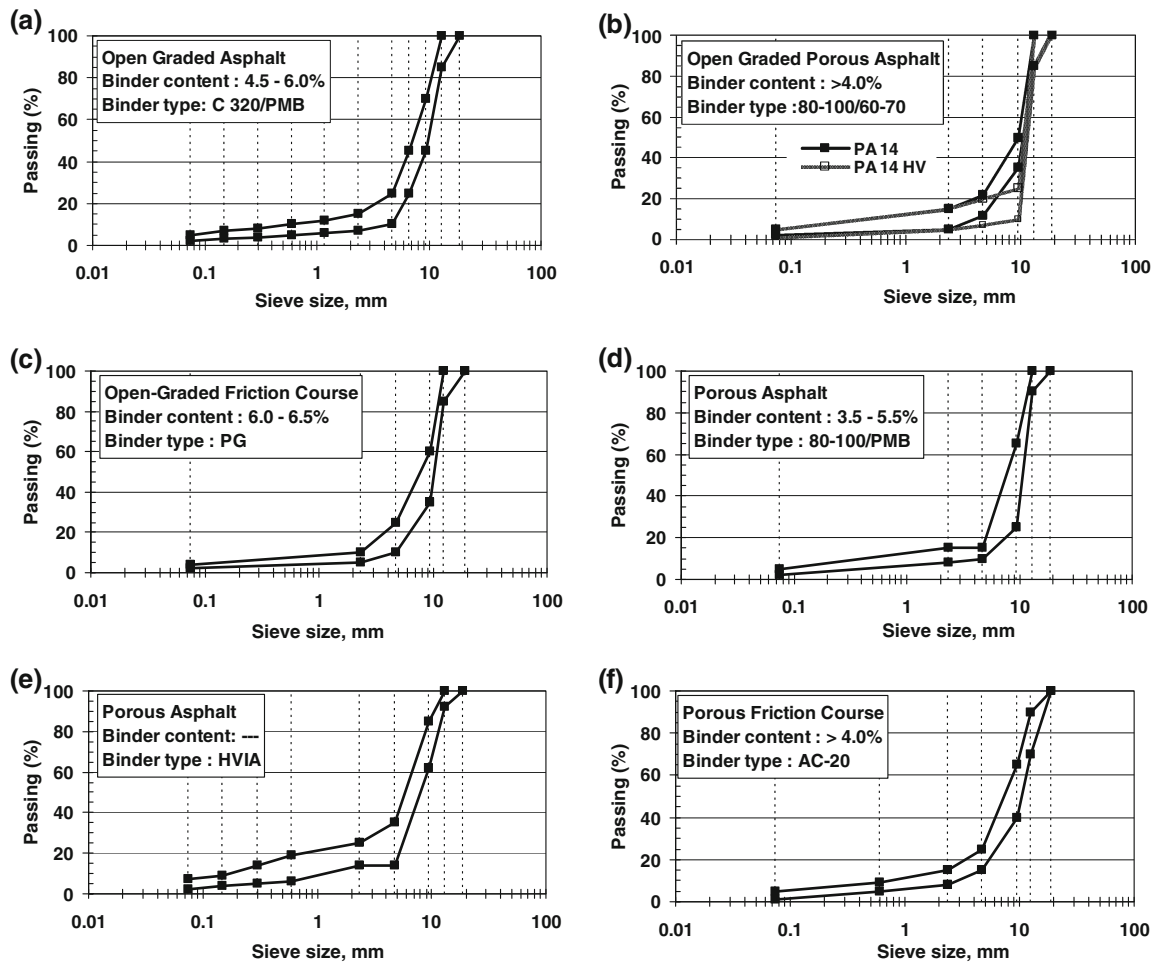 (a)
Passing (%)
100
80
60
40
20
0
Open Graded Asphalt
Binder content : 4.5 - 6.0%
Binder type: C 320/PMB
0.01 0.1 1 10 100
Sieve size, mm
(b)
Passing (%)
100
80
60
40
20
0
Open Graded Porous Asphalt
Binder content : >4.0%
Binder type :80-100/60-70
PA 14
PA 14 HV
0.01 0.1 1 10 100
Sieve size, mm
(c)
Passing (%)
100
80
60
40
20
0
Open-Graded Friction Course
Binder content : 6.0 - 6.5%
Binder type : PG
0.01 0.1 1 10 100
Sieve size, mm
(d)
Passing (%)
100
80
60
40
20
0
Porous Asphalt
Binder content : 3.5 - 5.5%
Binder type : 80-100/PMB
0.01 0.1 1 10 100
Sieve size, mm
(e)
Passing (%)
100
80
60
40
20
0
Porous Asphalt
Binder content: ---
Binder type : HVIA
0.01 0.1 1 10 100
Sieve size, mm
(f)
Passing (%)
100
80
60
40
20
0
Porous Friction Course
Binder content : > 4.0%
Binder type : AC-20
0.01 0.1 1 10 100
Sieve size, mm